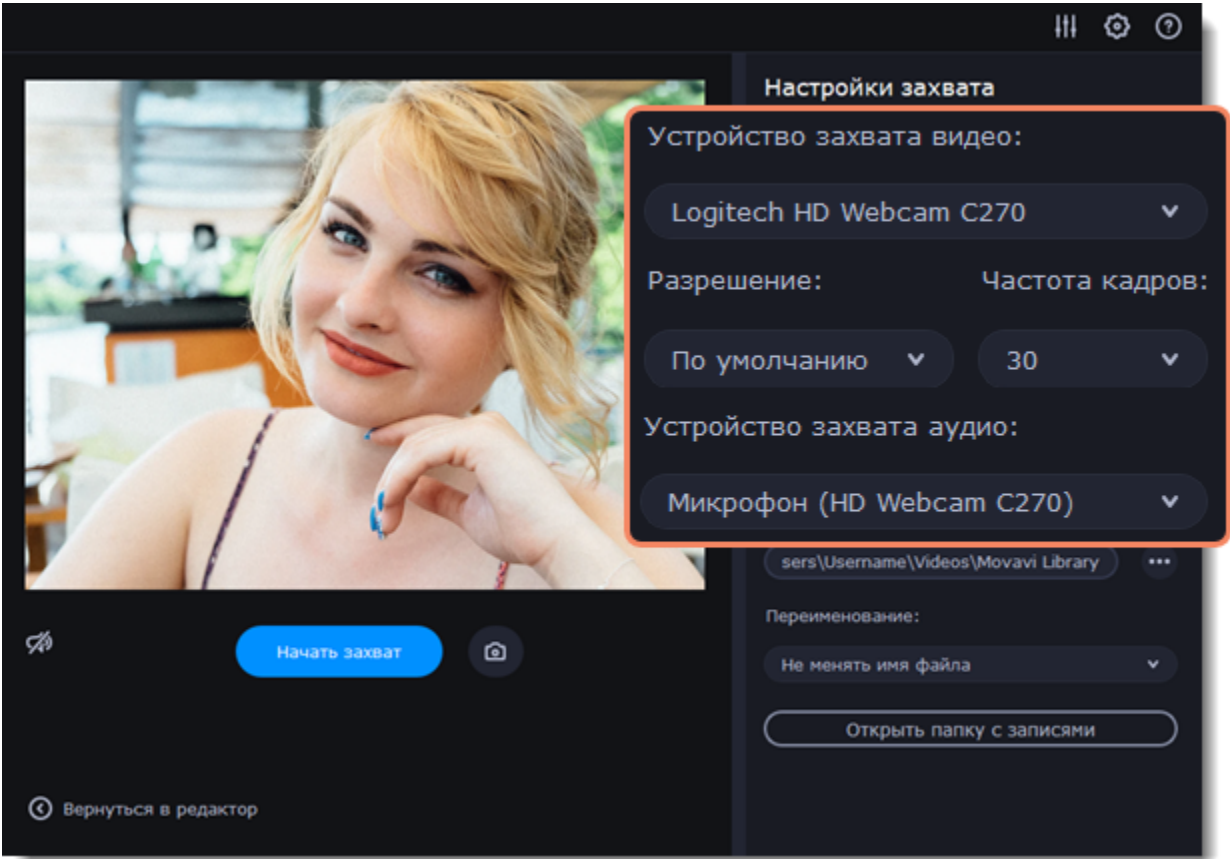 Настройки захвата
Устройство захвата видео:
Logitech HD Webcam C270
Разрешение: Частота кадров:
По умолчанию 30
Устройство захвата аудио:
Микрофон (HD Webcam C270)
sers\Username\Videos\Movavi Library
Переименование:
Не менять имя файла
Открыть папку с записями
Начать захват
Вернуться в редактор